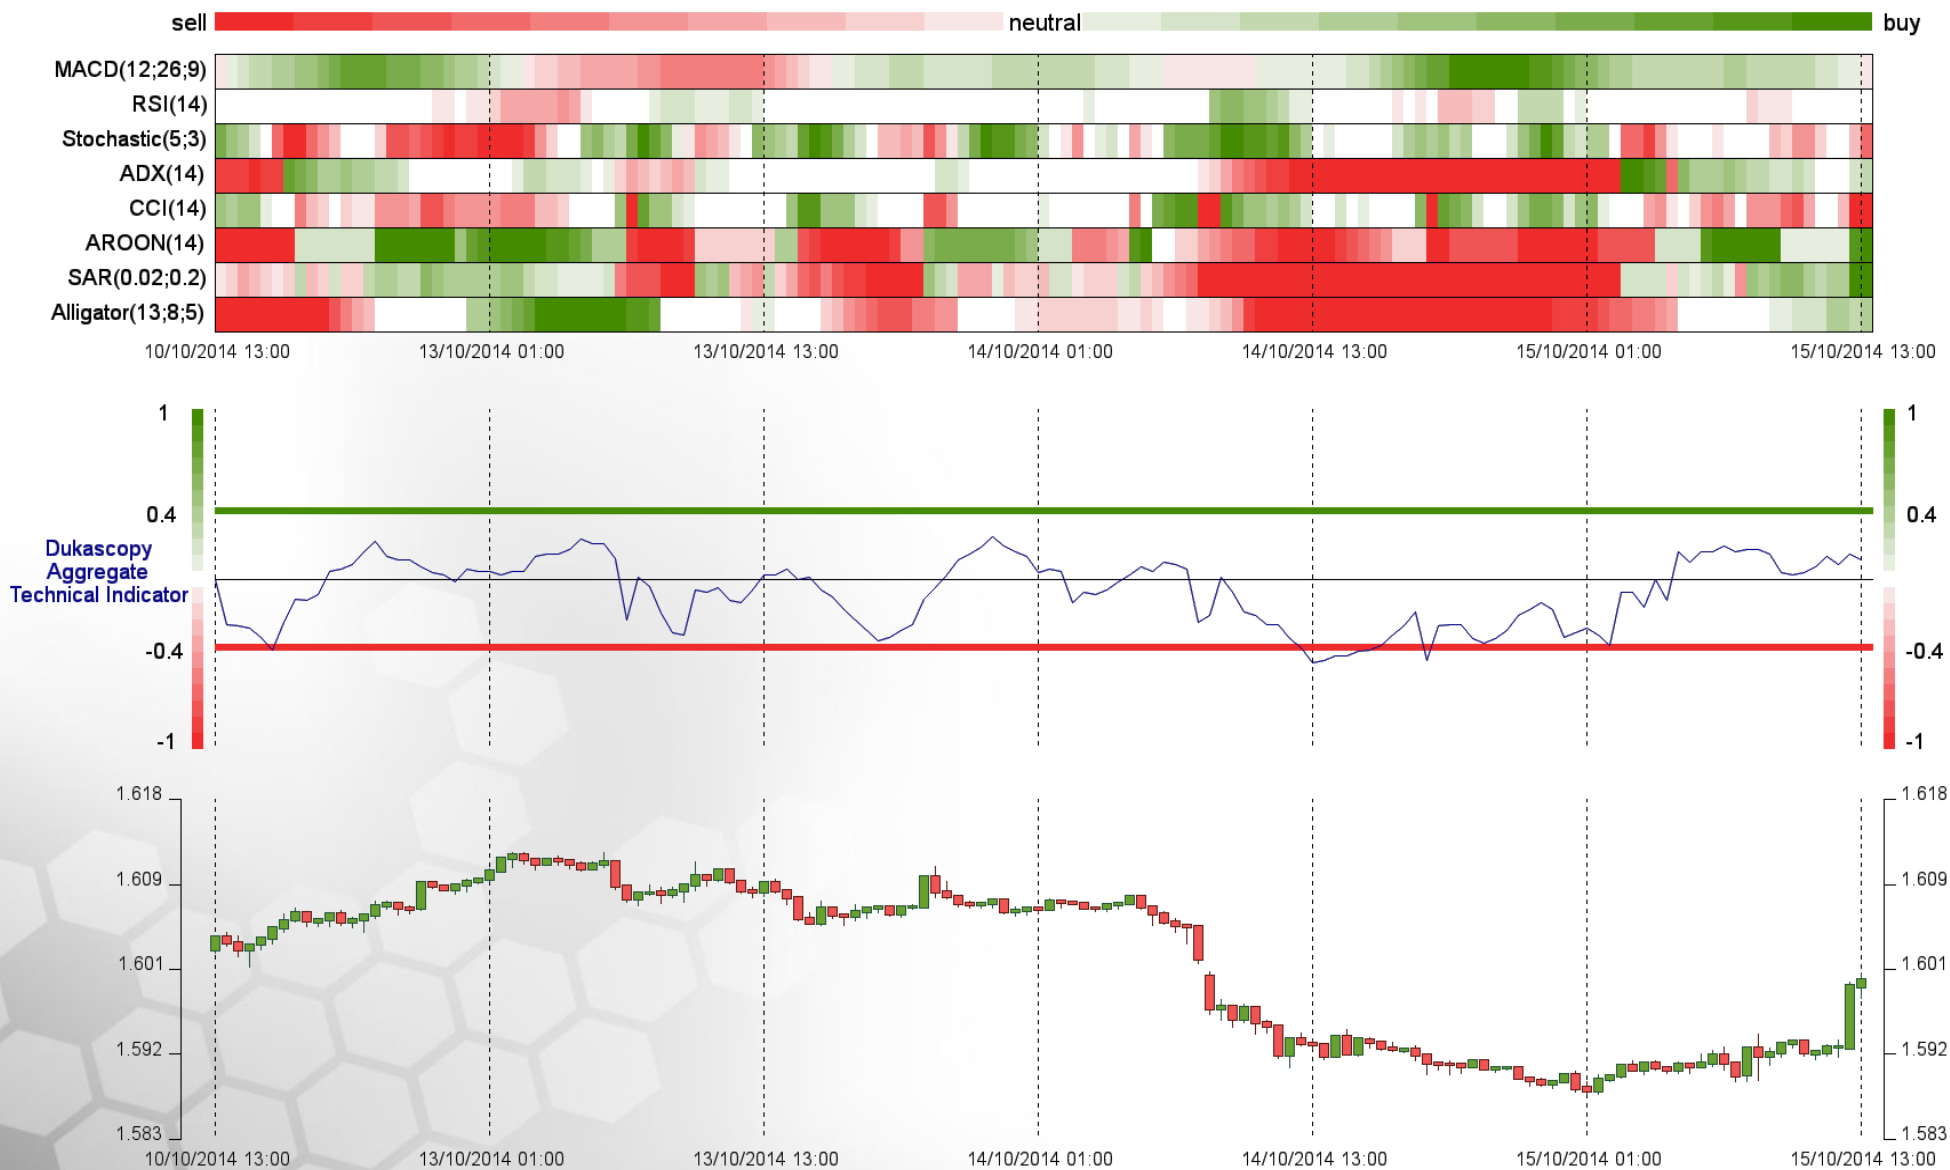 sell neutral buy
MACD(12;26;9)
RSI(14)
Stochastic(5;3)
ADX(14)
CCI(14)
AROON(14)
SAR(0.02;0.2)
Alligator(13;8;5)
10/10/2014 13:00 13/10/2014 01:00 13/10/2014 13:00 14/10/2014 01:00 14/10/2014 13:00 15/10/2014 01:00 15/10/2014 13:00
1 1
0.4 0.4
Dukascopy
Aggregate
Technical Indicator
-0.4 -0.4
-1 -1
1.618 1.618
1.609 1.609
1.601 1.601
1.592 1.592
1.583 1.583
10/10/2014 13:00 13/10/2014 01:00 13/10/2014 13:00 14/10/2014 01:00 14/10/2014 13:00 15/10/2014 01:00 15/10/2014 13:00